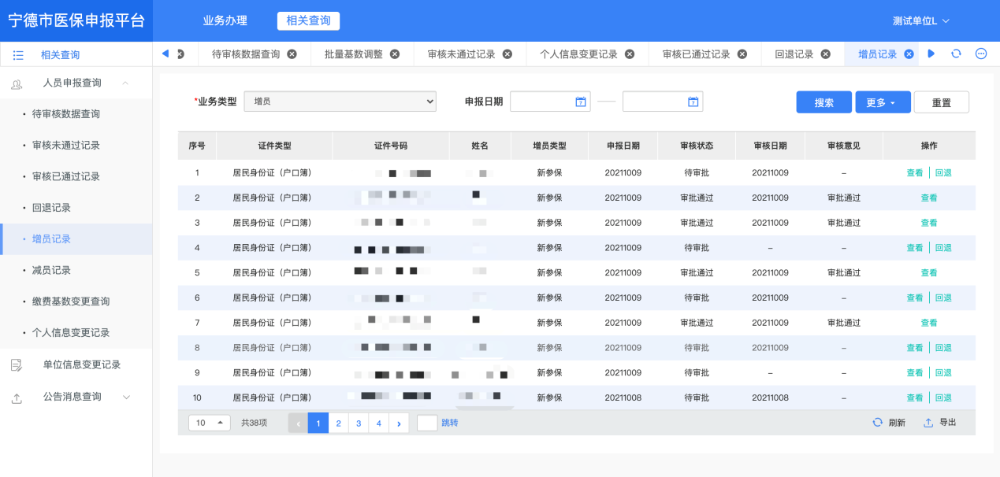 宁德市医保申报平台 业务办理 相关查询 测试单位L
相关查询 待审核数据查询 批量基数调整 审核未通过记录 个人信息变更记录 审核已通过记录 回退记录 增员记录
人员申报查询
待审核数据查询
审核未通过记录
审核已通过记录
回退记录
增员记录
减员记录
缴费基数变更查询
个人信息变更记录
单位信息变更记录
公告消息查询
*业务类型 增员 申报日期 7 —— 7 搜索 更多 重置
序号 证件类型 证件号码 姓名 增员类型 申报日期 审核状态 审核日期 审核意见 操作
1 居民身份证（户口簿） 新参保 20211009 待审批 20211009 – 查看 | 回退
2 居民身份证（户口簿） 新参保 20211009 审批通过 20211009 审批通过 查看
3 居民身份证（户口簿） 新参保 20211009 审批通过 20211009 审批通过 查看
4 居民身份证（户口簿） 新参保 20211009 待审批 – – 查看 | 回退
5 居民身份证（户口簿） 新参保 20211009 审批通过 20211009 审批通过 查看
6 居民身份证（户口簿） 新参保 20211009 待审批 20211009 – 查看 | 回退
7 居民身份证（户口簿） 新参保 20211009 审批通过 20211009 审批通过 查看
8 居民身份证（户口簿） 新参保 20211009 待审批 20211009 – 查看 | 回退
9 居民身份证（户口簿） 新参保 20211009 待审批 – – 查看 | 回退
10 居民身份证（户口簿） 新参保 20211008 待审批 20211008 – 查看 | 回退
10 共38项 ‹ 1 2 3 4 › 跳转 刷新 导出